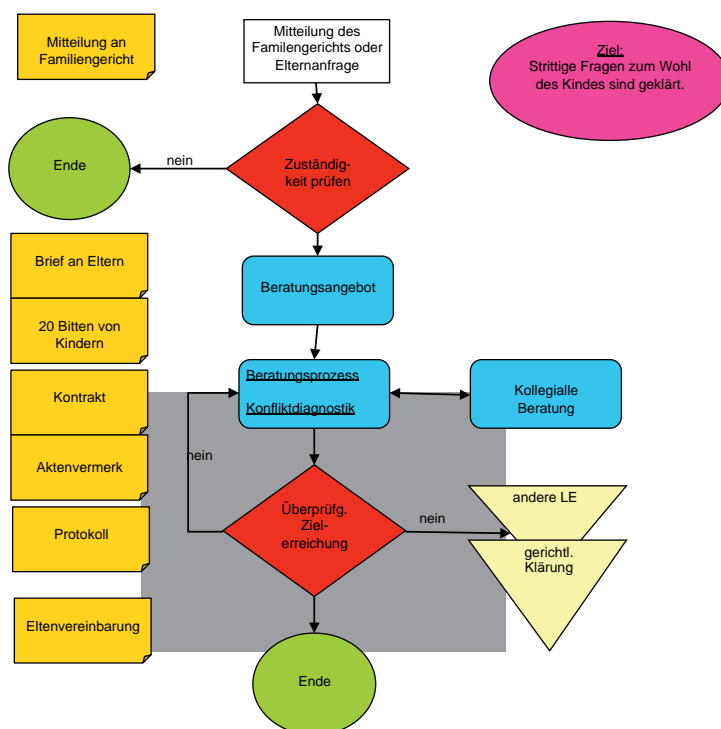 Mitteilung an
Familiengericht
Mitteilung des
Familengerichts oder
Elternanfrage
Ziel:
Strittige Fragen zum Wohl
des Kindes sind geklärt.
Ende
nein
Zuständig-
keit prüfen
Brief an Eltern
Beratungsangebot
20 Bitten von
Kindern
Beratungsprozess
Konfliktdiagnostik
Kollegialle
Beratung
Kontrakt
Aktenvermerk
nein
Überprüfg.
Ziel-
erreichung
nein
andere LE
Protokoll
gerichtl.
Klärung
Eltenvereinbarung
Ende